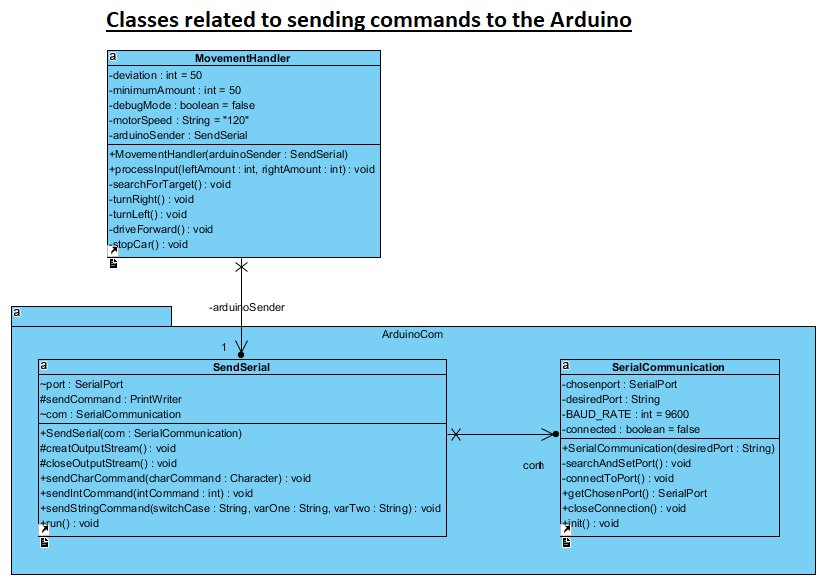 Classes related to sending commands to the Arduino
a
MovementHandler
-deviation : int = 50
-minimumAmount : int = 50
-debugMode : boolean = false
-motorSpeed : String = "120"
-arduinoSender : SendSerial
+MovementHandler(arduinoSender : SendSerial)
+processInput(leftAmount : int, rightAmount : int) : void
-searchForTarget() : void
-turnRight() : void
-turnLeft() : void
-driveForward() : void
-stopCar() : void
-arduinoSender
1
a
ArduinoCom
a
SendSerial
~port : SerialPort
#sendCommand : PrintWriter
~com : SerialCommunication
+SendSerial(com : SerialCommunication)
#creatOutputStream() : void
#closeOutputStream() : void
+sendCharCommand(charCommand : Character) : void
+sendIntCommand(intCommand : int) : void
+sendStringCommand(switchCase : String, varOne : String, varTwo : String) : void
+run() : void
com
1
a
SerialCommunication
-chosenport : SerialPort
-desiredPort : String
-BAUD_RATE : int = 9600
-connected : boolean = false
+SerialCommunication(desiredPort : String)
-searchAndSetPort() : void
-connectToPort() : void
+getChosenPort() : SerialPort
+closeConnection() : void
+init() : void